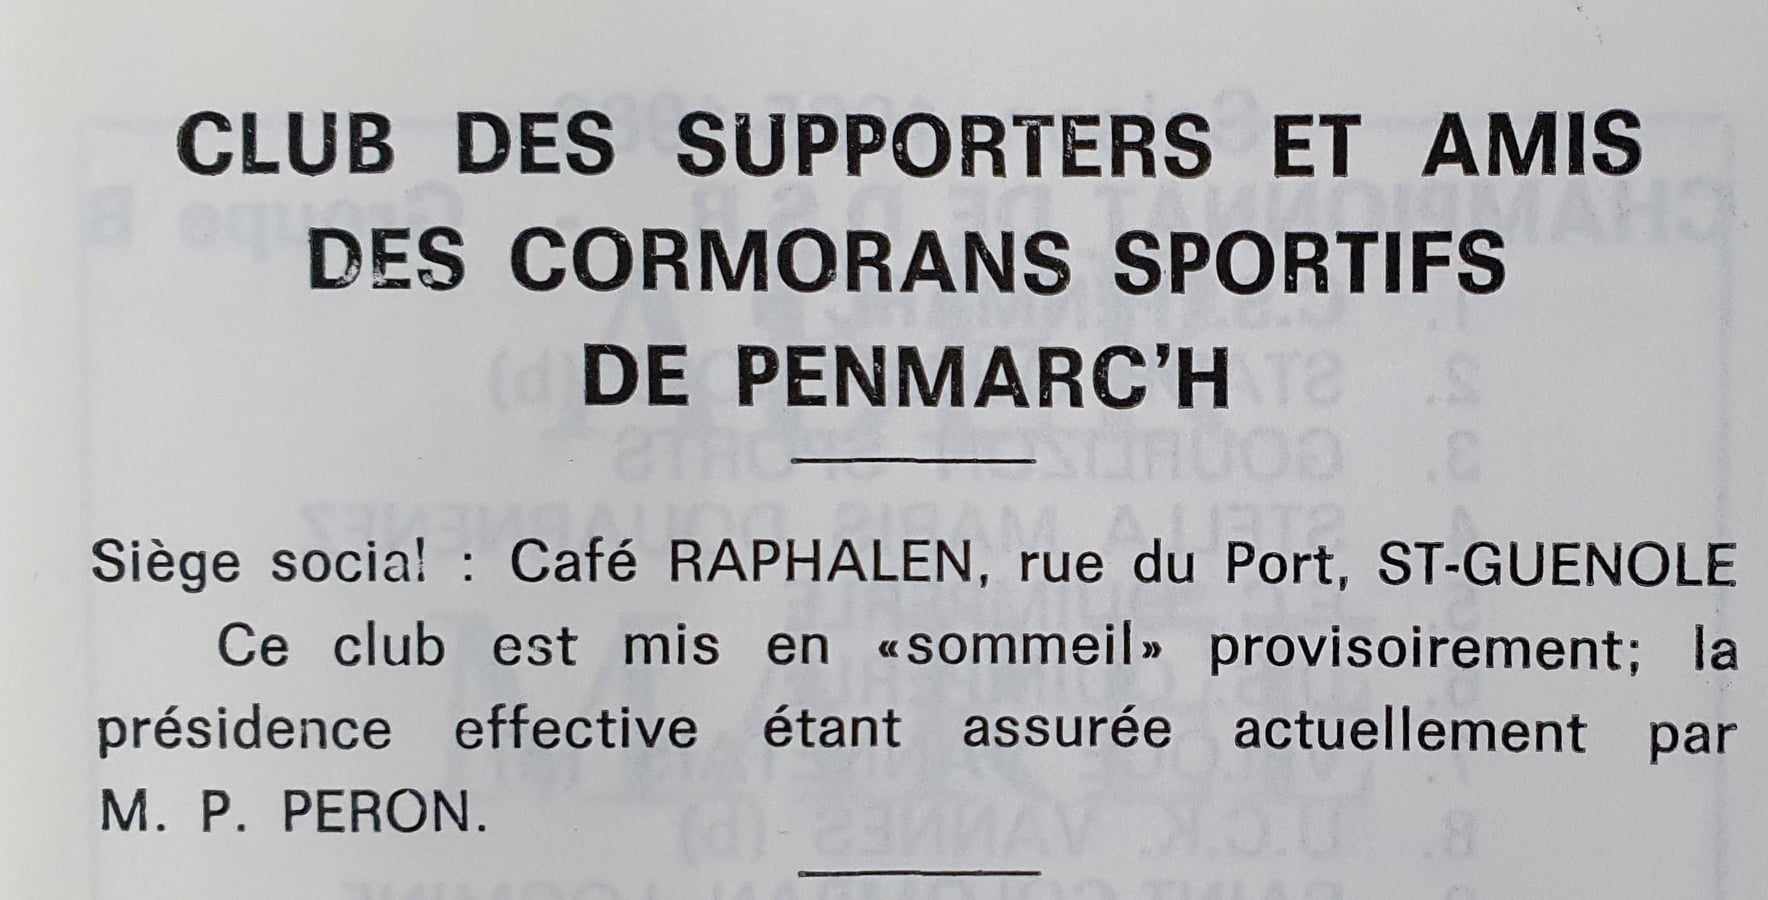 CLUB DES SUPPORTERS ET AMIS
DES CORMORANS SPORTIFS
DE PENMARC'H
Siège social : Café RAPHALEN, rue du Port, ST-GUENOLE
Ce club est mis en «sommeil» provisoirement; la
présidence effective étant assurée actuellement par
M. P. PERON.